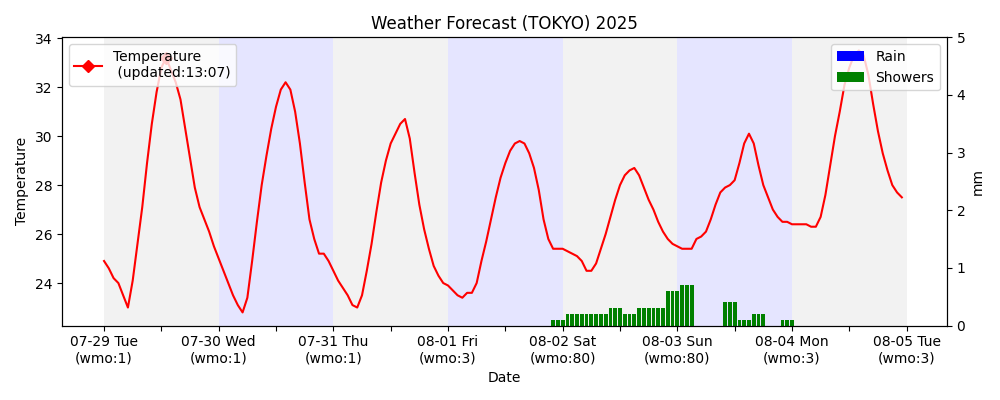 Weather Forecast (TOKYO) 2025
Temperature
(updated:13:07)
Rain
Showers
34
32
30
28
26
24
Temperature
5
4
3
2
1
0
mm
07-29 Tue
(wmo:1)
07-30 Wed
(wmo:1)
07-31 Thu
(wmo:1)
08-01 Fri
(wmo:3)
08-02 Sat
(wmo:80)
08-03 Sun
(wmo:80)
08-04 Mon
(wmo:3)
08-05 Tue
(wmo:3)
Date